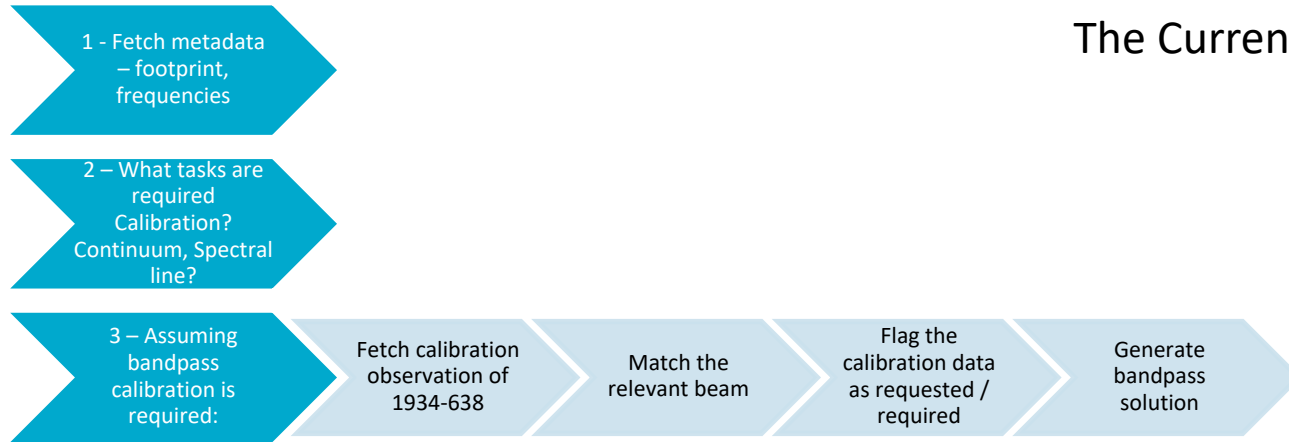 The Curren
1 - Fetch metadata
– footprint,
frequencies
2 – What tasks are
required
Calibration?
Continuum, Spectral
line?
3 – Assuming
bandpass
calibration is
required:
Fetch calibration
observation of
1934-638
Match the
relevant beam
Flag the
calibration data
as requested /
required
Generate
bandpass
solution